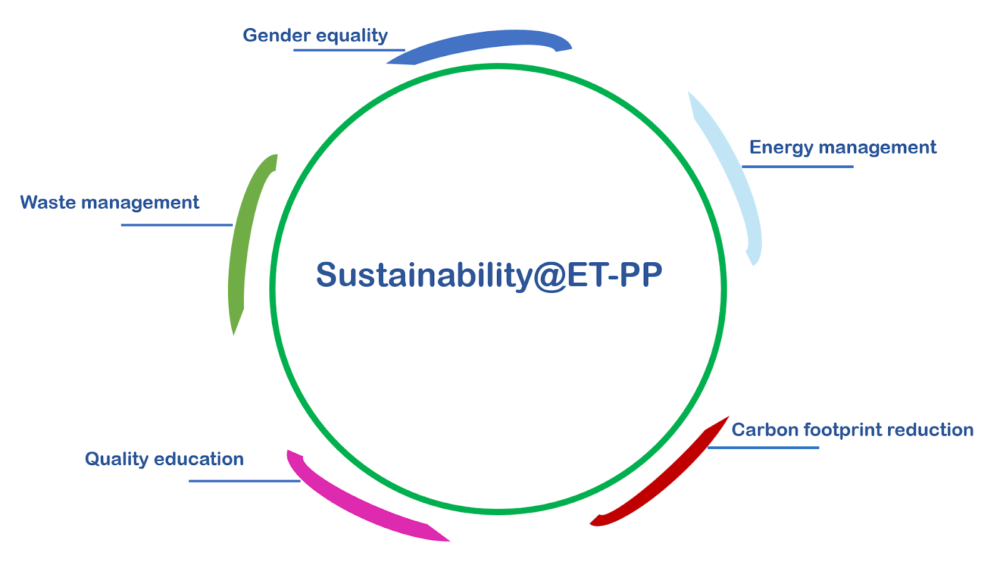 Gender equality
Energy management
Waste management
Sustainability@ET-PP
Carbon footprint reduction
Quality education